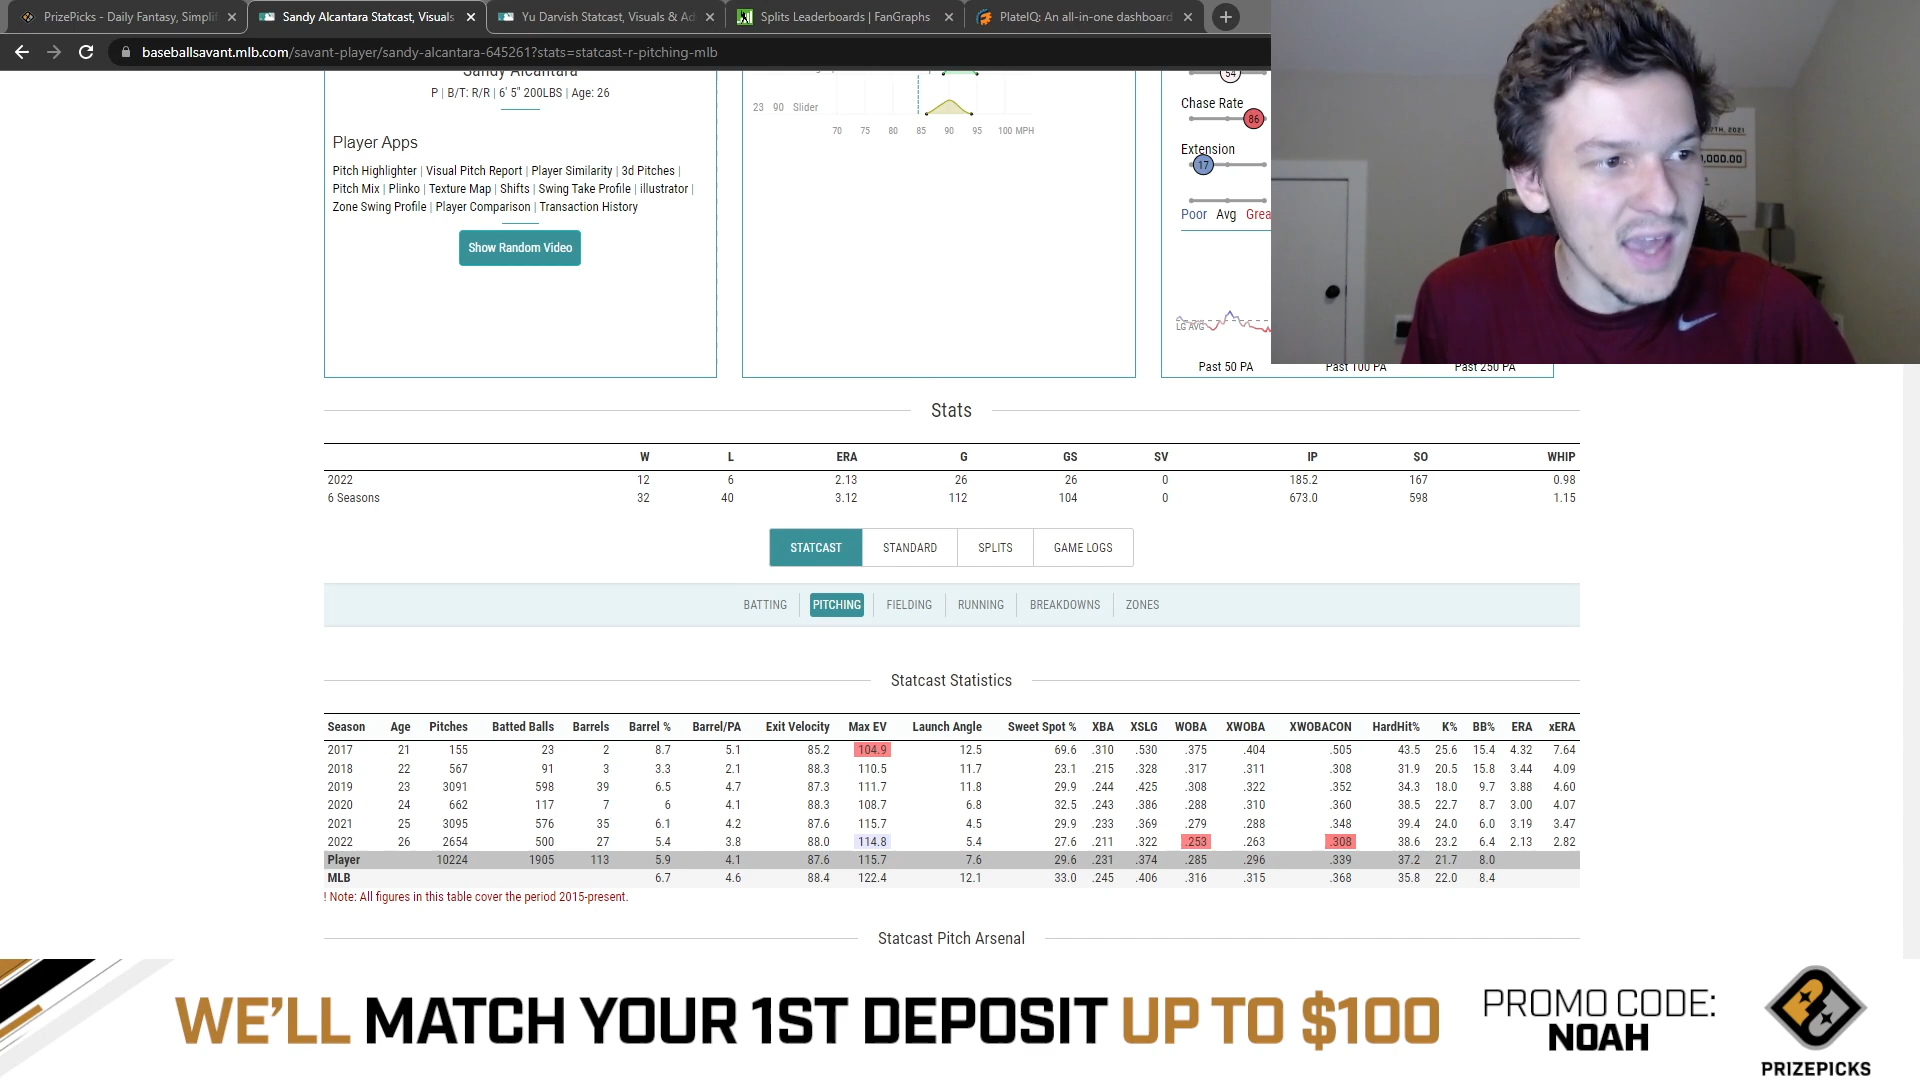 PrizePicks - Daily Fantasy, Simplif
Sandy Alcantara Statcast, Visuals
Yu Darvish Statcast, Visuals & Ad
Splits Leaderboards | FanGraphs
PlateIQ: An all-in-one dashboard
baseballsavant.mlb.com/savant-player/sandy-alcantara-645261?stats=statcast-r-pitching-mlb
Sandy Alcantara
P | B/T: R/R | 6' 5" 200LBS | Age: 26
Player Apps
Pitch Highlighter | Visual Pitch Report | Player Similarity | 3d Pitches |
Pitch Mix | Plinko | Texture Map | Shifts | Swing Take Profile | illustrator |
Zone Swing Profile | Player Comparison | Transaction History
Show Random Video
23 90 Slider
70 75 80 85 90 95 100 MPH
54
Chase Rate
86
Extension
17
Poor Avg Grea
LG AVG
Past 50 PA Past 100 PA Past 250 PA
,000.00
Stats
W L ERA G GS SV IP SO WHIP
2022 12 6 2.13 26 26 0 185.2 167 0.98
6 Seasons 32 40 3.12 112 104 0 673.0 598 1.15
STATCAST STANDARD SPLITS GAME LOGS
BATTING PITCHING FIELDING RUNNING BREAKDOWNS ZONES
Statcast Statistics
Season Age Pitches Batted Balls Barrels Barrel % Barrel/PA Exit Velocity Max EV Launch Angle Sweet Spot % XBA XSLG WOBA XWOBA XWOBACON HardHit% K% BB% ERA xERA
2017 21 155 23 2 8.7 5.1 85.2 104.9 12.5 69.6 .310 .530 .375 .404 .505 43.5 25.6 15.4 4.32 7.64
2018 22 567 91 3 3.3 2.1 88.3 110.5 11.7 23.1 .215 .328 .317 .311 .308 31.9 20.5 15.8 3.44 4.09
2019 23 3091 598 39 6.5 4.7 87.3 111.7 11.8 29.9 .244 .425 .308 .322 .352 34.3 18.0 9.7 3.88 4.60
2020 24 662 117 7 6 4.1 88.3 108.7 6.8 32.5 .243 .386 .288 .310 .360 38.5 22.7 8.7 3.00 4.07
2021 25 3095 576 35 6.1 4.2 87.6 115.7 4.5 29.9 .233 .369 .279 .288 .348 39.4 24.0 6.0 3.19 3.47
2022 26 2654 500 27 5.4 3.8 88.0 114.8 5.4 27.6 .211 .322 .253 .263 .308 38.6 23.2 6.4 2.13 2.82
Player 10224 1905 113 5.9 4.1 87.6 115.7 7.6 29.6 .231 .374 .285 .296 .339 37.2 21.7 8.0
MLB 6.7 4.6 88.4 122.4 12.1 33.0 .245 .406 .316 .315 .368 35.8 22.0 8.4
! Note: All figures in this table cover the period 2015-present.
Statcast Pitch Arsenal
WE'LL MATCH YOUR 1ST DEPOSIT UP TO $100
PROMO CODE:
NOAH
PRIZEPICKS